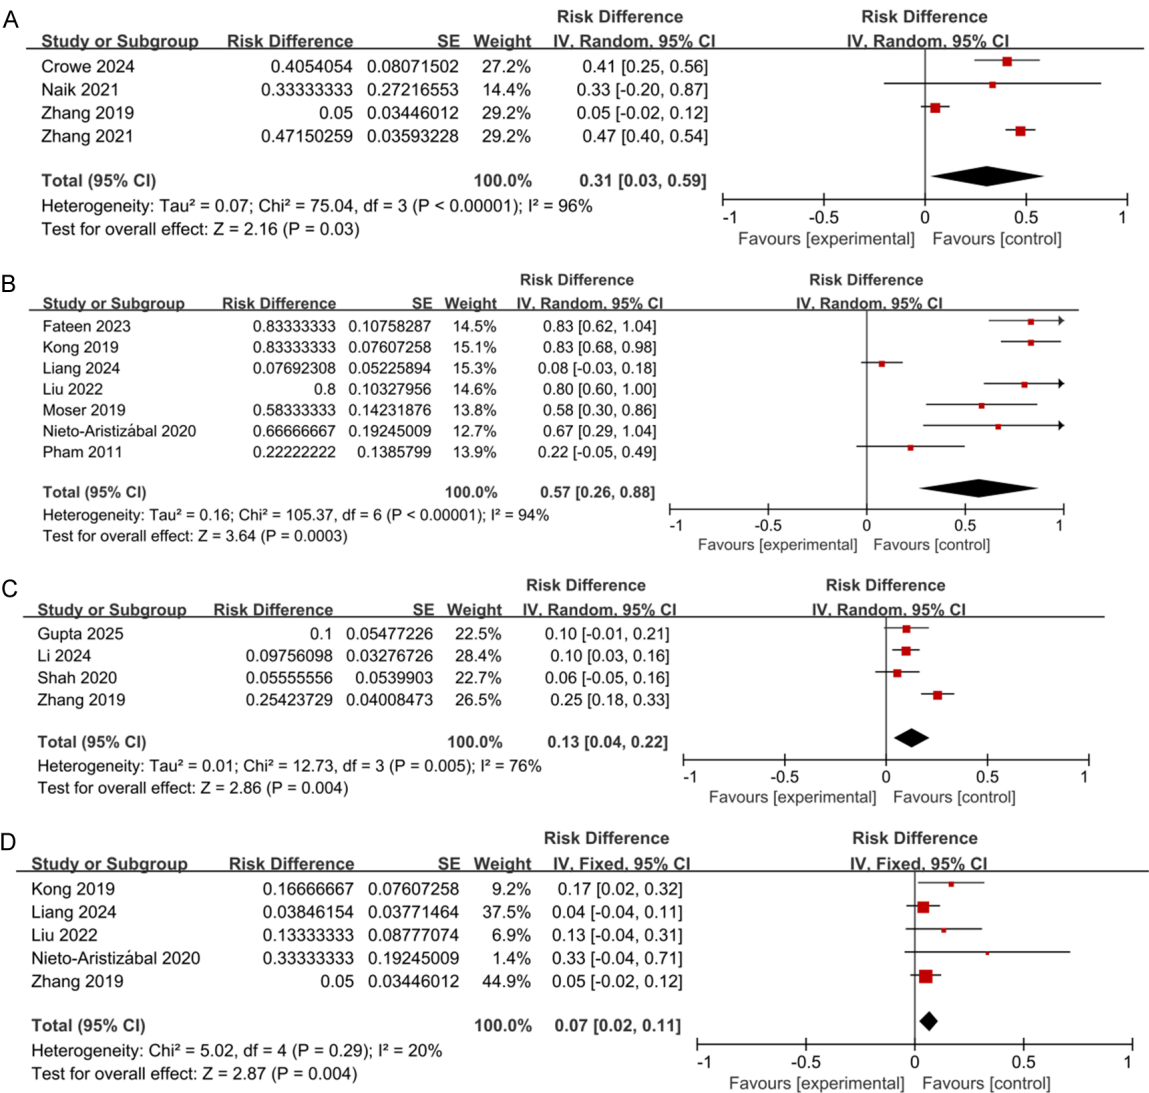 A
Risk Difference Risk Difference
Study or Subgroup Risk Difference SE Weight IV, Random, 95% CI IV, Random, 95% CI
Crowe 2024 0.4054054 0.08071502 27.2% 0.41 [0.25, 0.56]
Naik 2021 0.33333333 0.27216553 14.4% 0.33 [-0.20, 0.87]
Zhang 2019 0.05 0.03446012 29.2% 0.05 [-0.02, 0.12]
Zhang 2021 0.47150259 0.03593228 29.2% 0.47 [0.40, 0.54]
Total (95% CI) 100.0% 0.31 [0.03, 0.59]
Heterogeneity: Tau² = 0.07; Chi² = 75.04, df = 3 (P < 0.00001); I² = 96%
Test for overall effect: Z = 2.16 (P = 0.03)
-1 -0.5 0 0.5 1
Favours [experimental] Favours [control]
B
Risk Difference Risk Difference
Study or Subgroup Risk Difference SE Weight IV, Random, 95% CI IV, Random, 95% CI
Fateen 2023 0.83333333 0.10758287 14.5% 0.83 [0.62, 1.04]
Kong 2019 0.83333333 0.07607258 15.1% 0.83 [0.68, 0.98]
Liang 2024 0.07692308 0.05225894 15.3% 0.08 [-0.03, 0.18]
Liu 2022 0.8 0.10327956 14.6% 0.80 [0.60, 1.00]
Moser 2019 0.58333333 0.14231876 13.8% 0.58 [0.30, 0.86]
Nieto-Aristizábal 2020 0.66666667 0.19245009 12.7% 0.67 [0.29, 1.04]
Pham 2011 0.22222222 0.1385799 13.9% 0.22 [-0.05, 0.49]
Total (95% CI) 100.0% 0.57 [0.26, 0.88]
Heterogeneity: Tau² = 0.16; Chi² = 105.37, df = 6 (P < 0.00001); I² = 94%
Test for overall effect: Z = 3.64 (P = 0.0003)
-1 -0.5 0 0.5 1
Favours [experimental] Favours [control]
C
Risk Difference Risk Difference
Study or Subgroup Risk Difference SE Weight IV, Random, 95% CI IV, Random, 95% CI
Gupta 2025 0.1 0.05477226 22.5% 0.10 [-0.01, 0.21]
Li 2024 0.09756098 0.03276726 28.4% 0.10 [0.03, 0.16]
Shah 2020 0.05555556 0.0539903 22.7% 0.06 [-0.05, 0.16]
Zhang 2019 0.25423729 0.04008473 26.5% 0.25 [0.18, 0.33]
Total (95% CI) 100.0% 0.13 [0.04, 0.22]
Heterogeneity: Tau² = 0.01; Chi² = 12.73, df = 3 (P = 0.005); I² = 76%
Test for overall effect: Z = 2.86 (P = 0.004)
-1 -0.5 0 0.5 1
Favours [experimental] Favours [control]
D
Risk Difference Risk Difference
Study or Subgroup Risk Difference SE Weight IV, Fixed, 95% CI IV, Fixed, 95% CI
Kong 2019 0.16666667 0.07607258 9.2% 0.17 [0.02, 0.32]
Liang 2024 0.03846154 0.03771464 37.5% 0.04 [-0.04, 0.11]
Liu 2022 0.13333333 0.08777074 6.9% 0.13 [-0.04, 0.31]
Nieto-Aristizábal 2020 0.33333333 0.19245009 1.4% 0.33 [-0.04, 0.71]
Zhang 2019 0.05 0.03446012 44.9% 0.05 [-0.02, 0.12]
Total (95% CI) 100.0% 0.07 [0.02, 0.11]
Heterogeneity: Chi² = 5.02, df = 4 (P = 0.29); I² = 20%
Test for overall effect: Z = 2.87 (P = 0.004)
-1 -0.5 0 0.5 1
Favours [experimental] Favours [control]